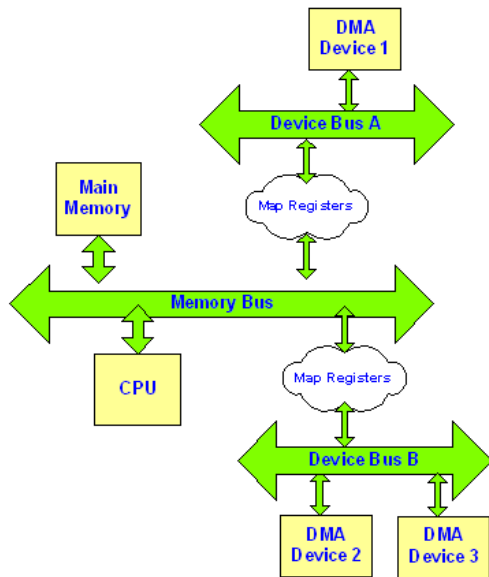 DMA
Device 1
Device Bus A
Main
Memory
Map Registers
Memory Bus
CPU
Map Registers
Device Bus B
DMA
Device 2
DMA
Device 3